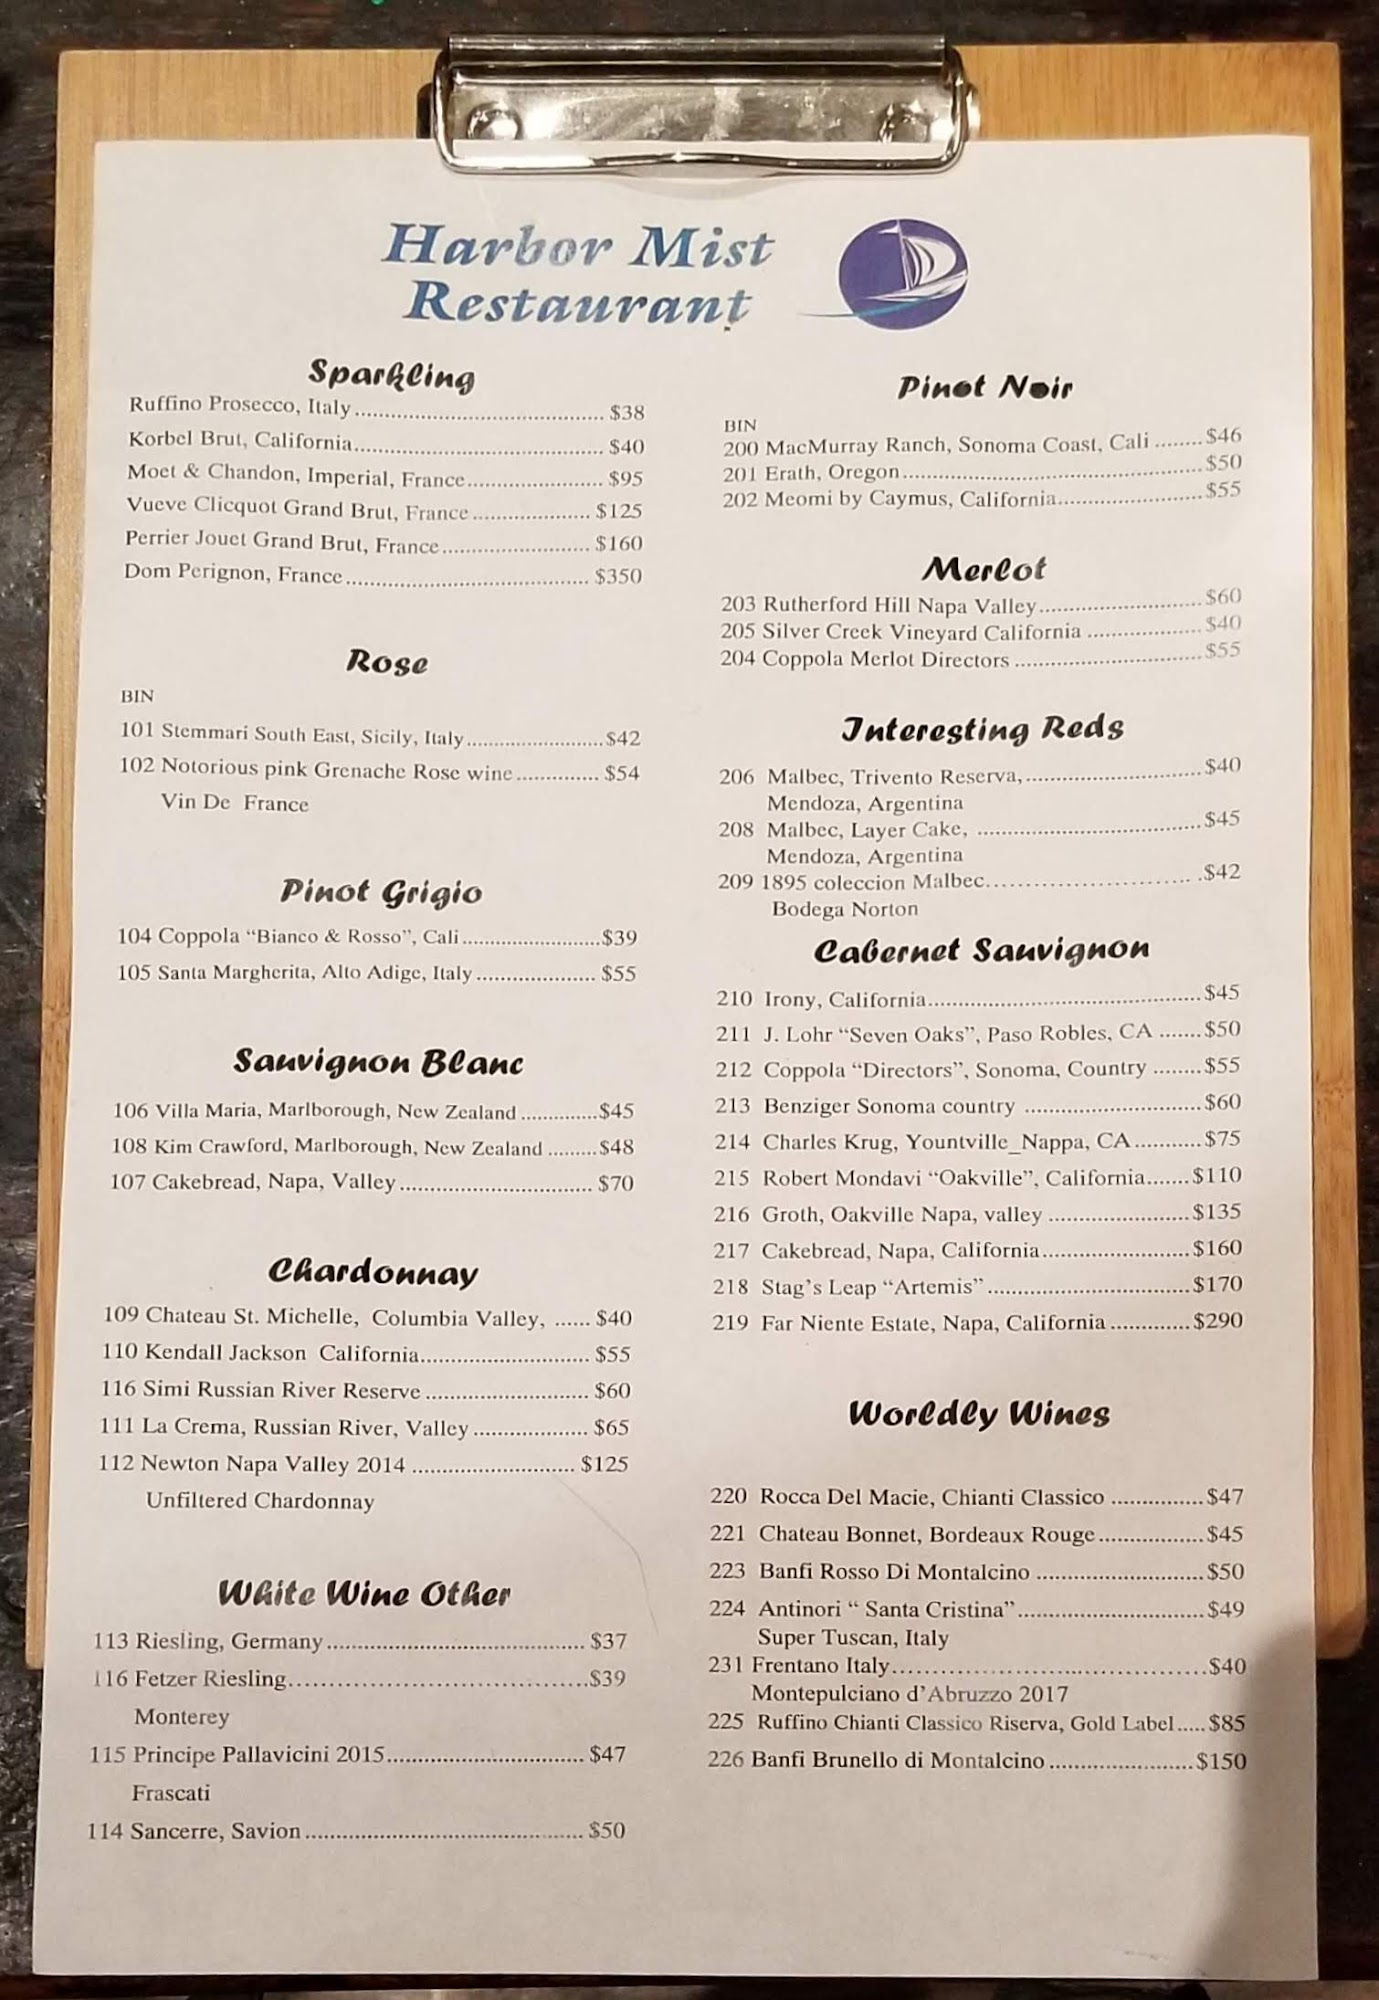 Harbor Mist
Restaurant
Sparkling
Ruffino Prosecco, Italy.......................................... $38
Korbel Brut, California.......................................... $40
Moet & Chandon, Imperial, France....................... $95
Vueve Clicquot Grand Brut, France.................... $125
Perrier Jouet Grand Brut, France......................... $160
Dom Perignon, France......................................... $350
Rose
BIN
101 Stemmari South East, Sicily, Italy.......................$42
102 Notorious pink Grenache Rose wine.............. $54
Vin De France
Pinot Grigio
104 Coppola “Bianco & Rosso”, Cali.......................$39
105 Santa Margherita, Alto Adige, Italy.................... $55
Sauvignon Blanc
106 Villa Maria, Marlborough, New Zealand.............$45
108 Kim Crawford, Marlborough, New Zealand.........$48
107 Cakebread, Napa, Valley................................ $70
Chardonnay
109 Chateau St. Michelle, Columbia Valley, ...... $40
110 Kendall Jackson California............................ $55
116 Simi Russian River Reserve........................... $60
111 La Crema, Russian River, Valley................... $65
112 Newton Napa Valley 2014........................... $125
Unfiltered Chardonnay
White Wine Other
113 Riesling, Germany.......................................... $37
116 Fetzer Riesling..........................................$39
Monterey
115 Principe Pallavicini 2015................................ $47
Frascati
114 Sancerre, Savion.............................................. $50
Pinot Noir
BIN
200 MacMurray Ranch, Sonoma Coast, Cali ........$46
201 Erath, Oregon..................................................$50
202 Meomi by Caymus, California........................$55
Merlot
203 Rutherford Hill Napa Valley...........................$60
205 Silver Creek Vineyard California ...................$40
204 Coppola Merlot Directors...............................$55
Interesting Reds
206 Malbec, Trivento Reserva,.............................$40
Mendoza, Argentina
208 Malbec, Layer Cake, .....................................$45
Mendoza, Argentina
209 1895 coleccion Malbec.............................$42
Bodega Norton
Cabernet Sauvignon
210 Irony, California.............................................$45
211 J. Lohr “Seven Oaks”, Paso Robles, CA .......$50
212 Coppola “Directors”, Sonoma, Country ........$55
213 Benziger Sonoma country .............................$60
214 Charles Krug, Yountville_Nappa, CA...........$75
215 Robert Mondavi “Oakville”, California.......$110
216 Groth, Oakville Napa, valley .......................$135
217 Cakebread, Napa, California........................$160
218 Stag’s Leap “Artemis”.................................$170
219 Far Niente Estate, Napa, California.............$290
Worldly Wines
220 Rocca Del Macie, Chianti Classico ...............$47
221 Chateau Bonnet, Bordeaux Rouge.................$45
223 Banfi Rosso Di Montalcino ...........................$50
224 Antinori “ Santa Cristina”..............................$49
Super Tuscan, Italy
231 Frentano Italy..........................................$40
Montepulciano d’Abruzzo 2017
225 Ruffino Chianti Classico Riserva, Gold Label.....$85
226 Banfi Brunello di Montalcino........................$150